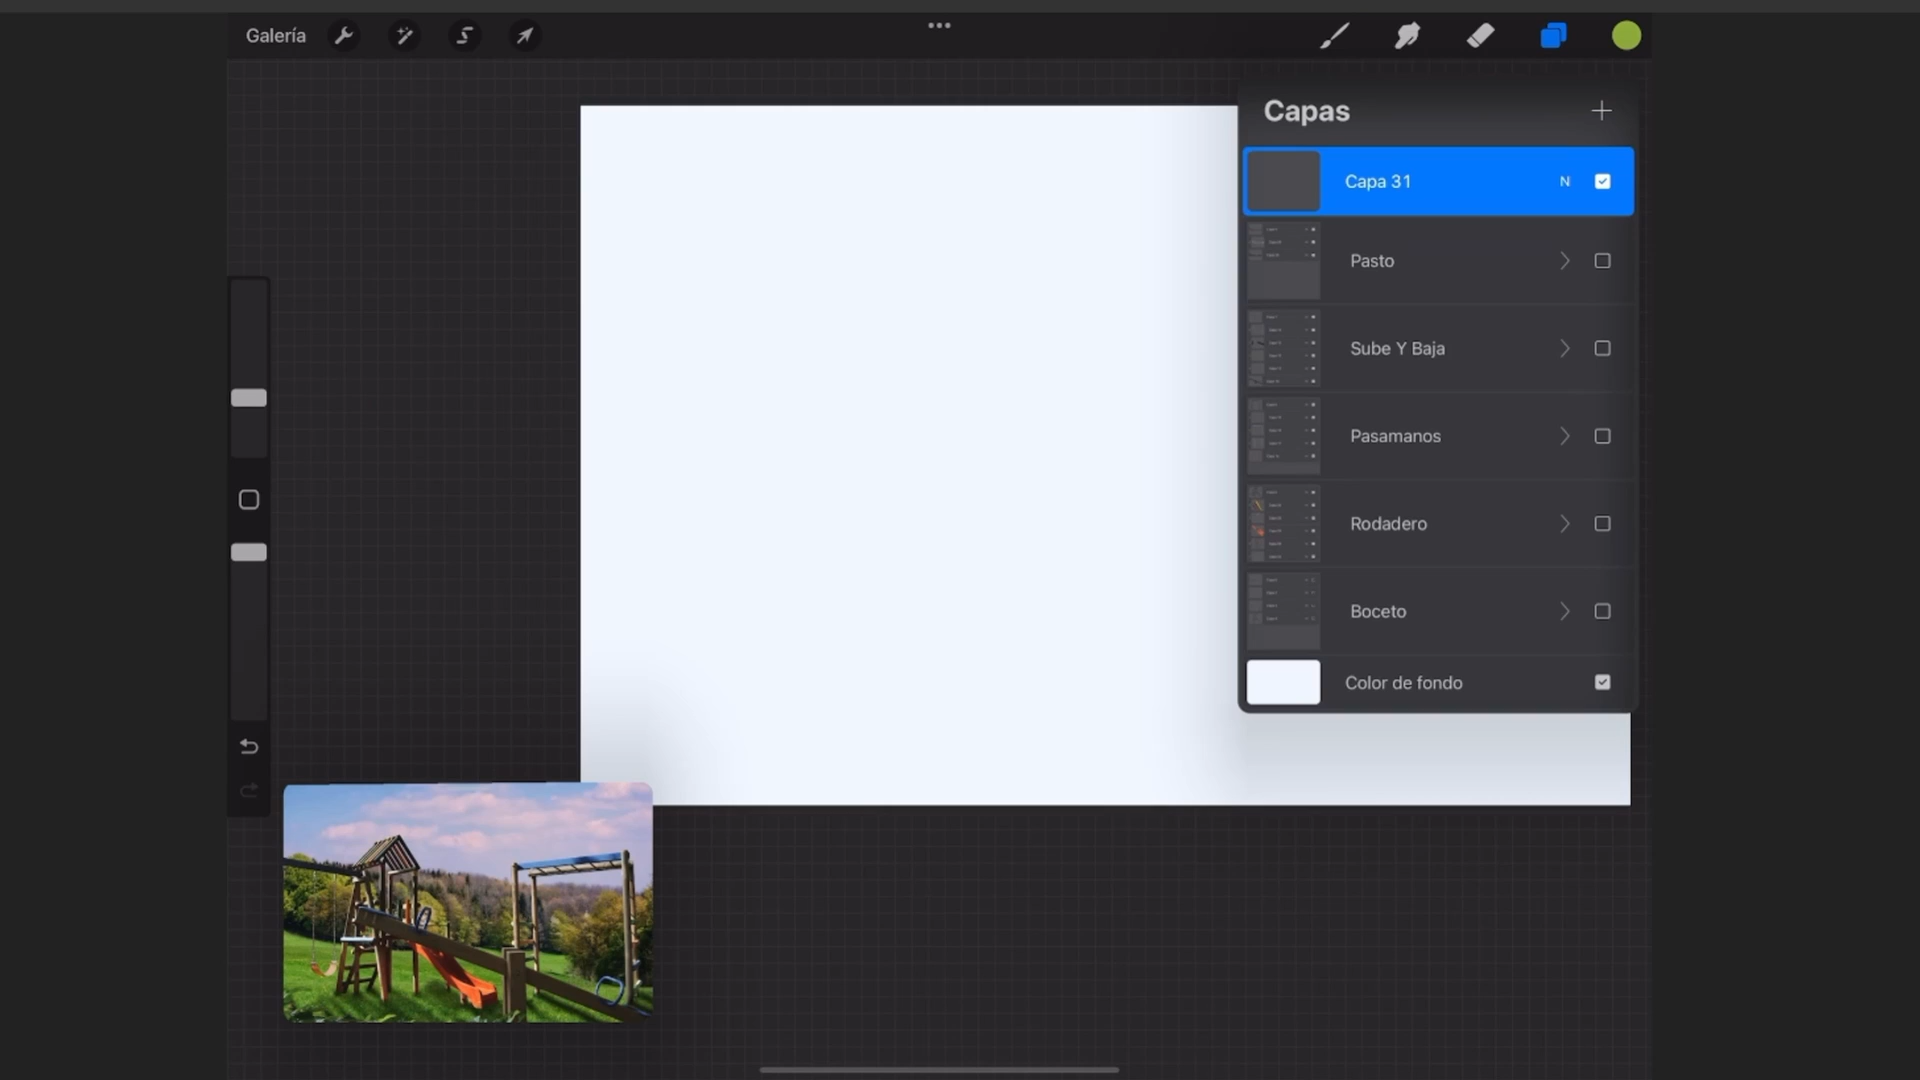 Galería
Capas
Capa 31 N
Pasto
Sube Y Baja
Pasamanos
Rodadero
Boceto
Color de fondo